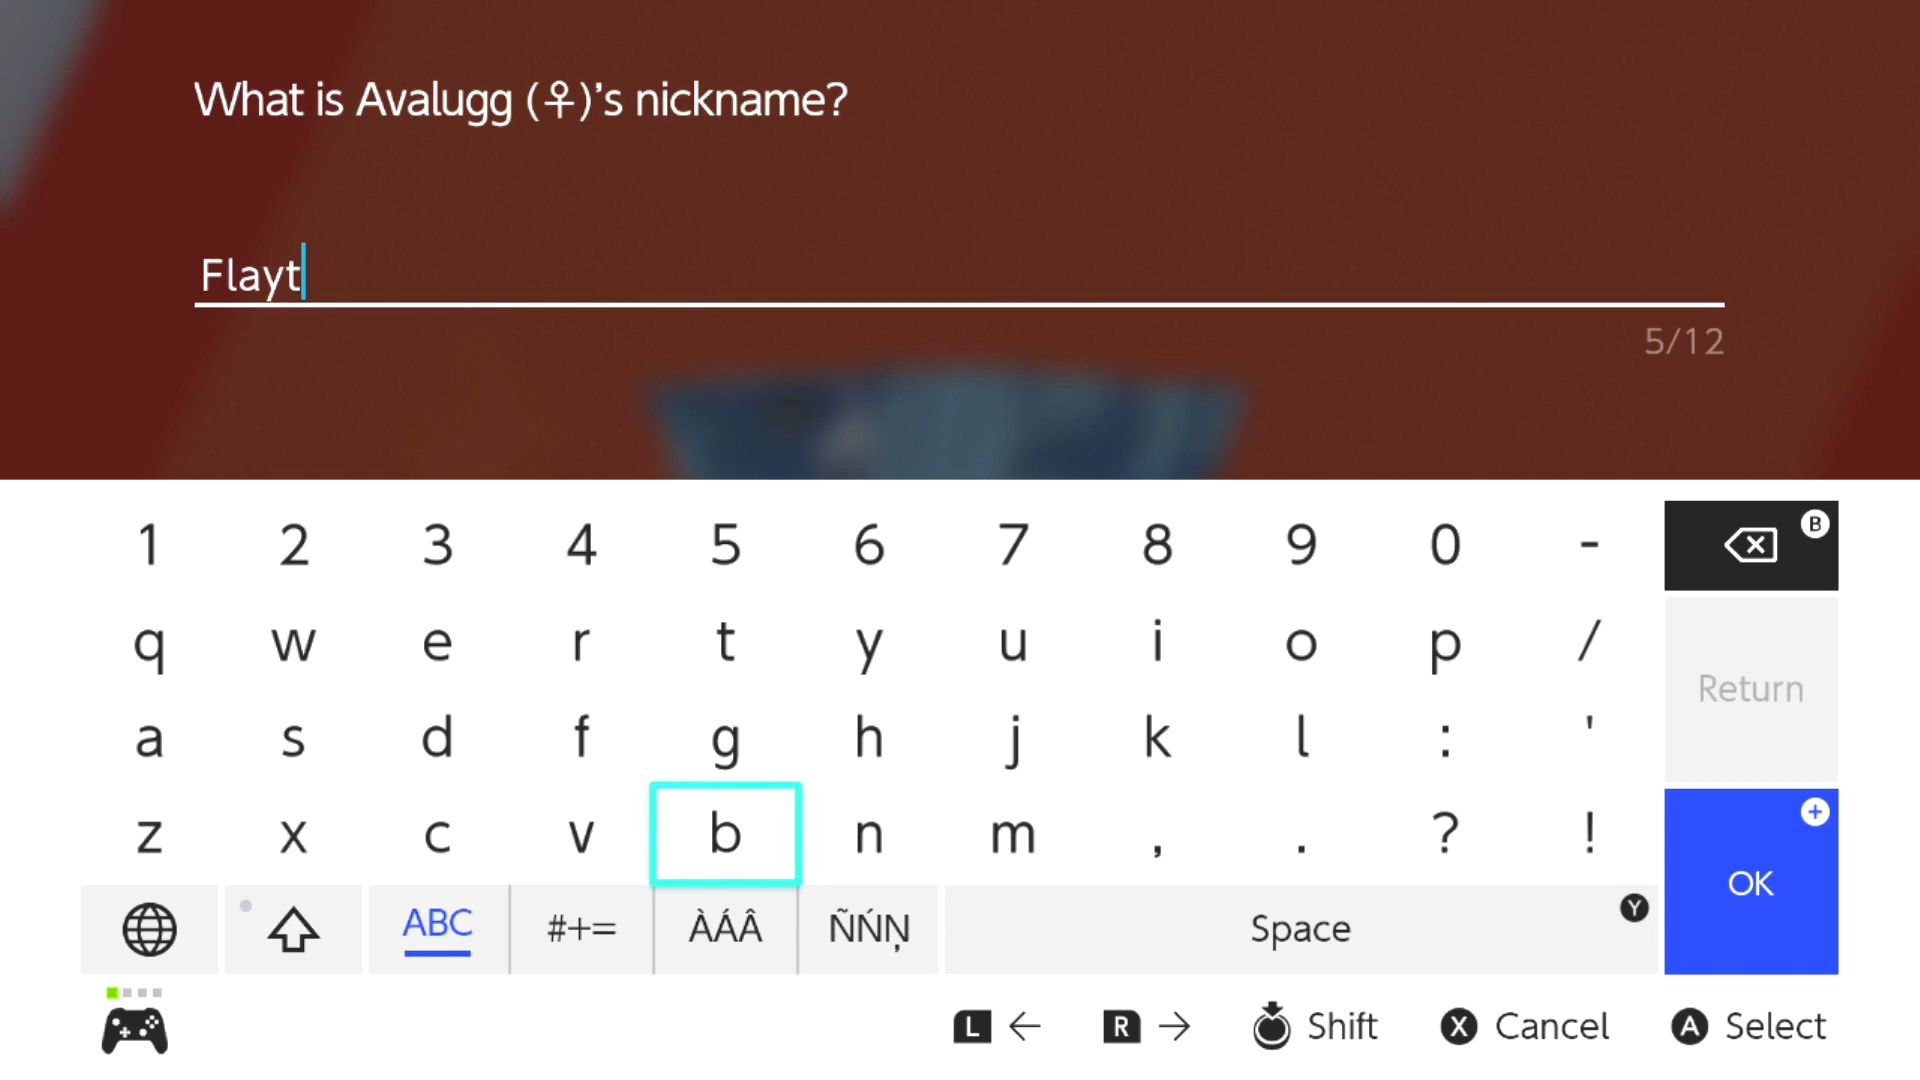 What is Avalugg (♀)'s nickname?
Flayt
5/12
1 2 3 4 5 6 7 8 9 0 - B
q w e r t y u i o p / Return
a s d f g h j k l : '
z x c v b n m , . ? ! + OK
ABC #+= ÀÁÂ ÑŃŅ Space Y
L ← R → Shift X Cancel A Select